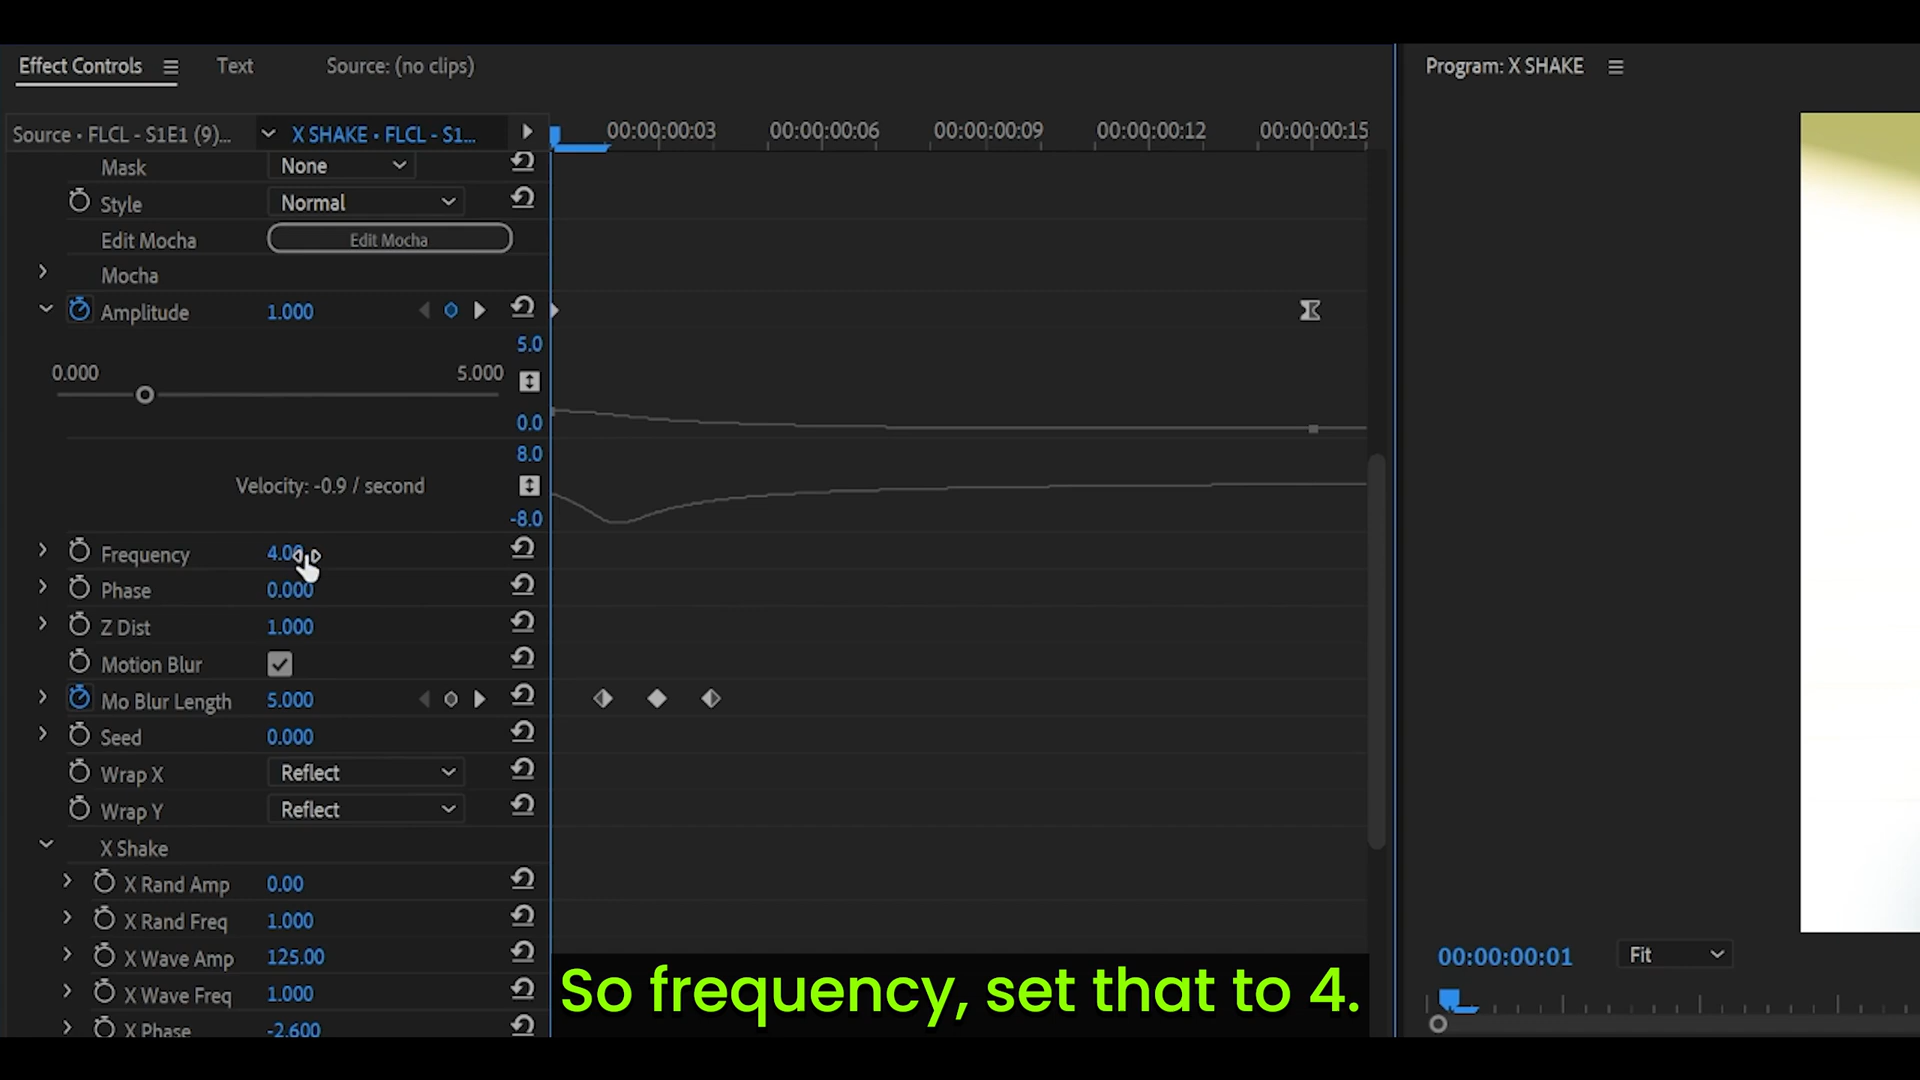 Effect Controls Text Source: (no clips) Program: X SHAKE
Source • FLCL - S1E1 (9)... X SHAKE • FLCL - S1... 00:00:00:03 00:00:00:06 00:00:00:09 00:00:00:12 00:00:00:15
Mask None
Style Normal
Edit Mocha Edit Mocha
Mocha
Amplitude 1.000
5.0
0.000 5.000
0.0
8.0
Velocity: -0.9 / second
-8.0
Frequency 4.00
Phase 0.000
Z Dist 1.000
Motion Blur
Mo Blur Length 5.000
Seed 0.000
Wrap X Reflect
Wrap Y Reflect
X Shake
X Rand Amp 0.00
X Rand Freq 1.000
X Wave Amp 125.00
00:00:00:01 Fit
X Wave Freq 1.000
So frequency, set that to 4.
X Phase -2.600